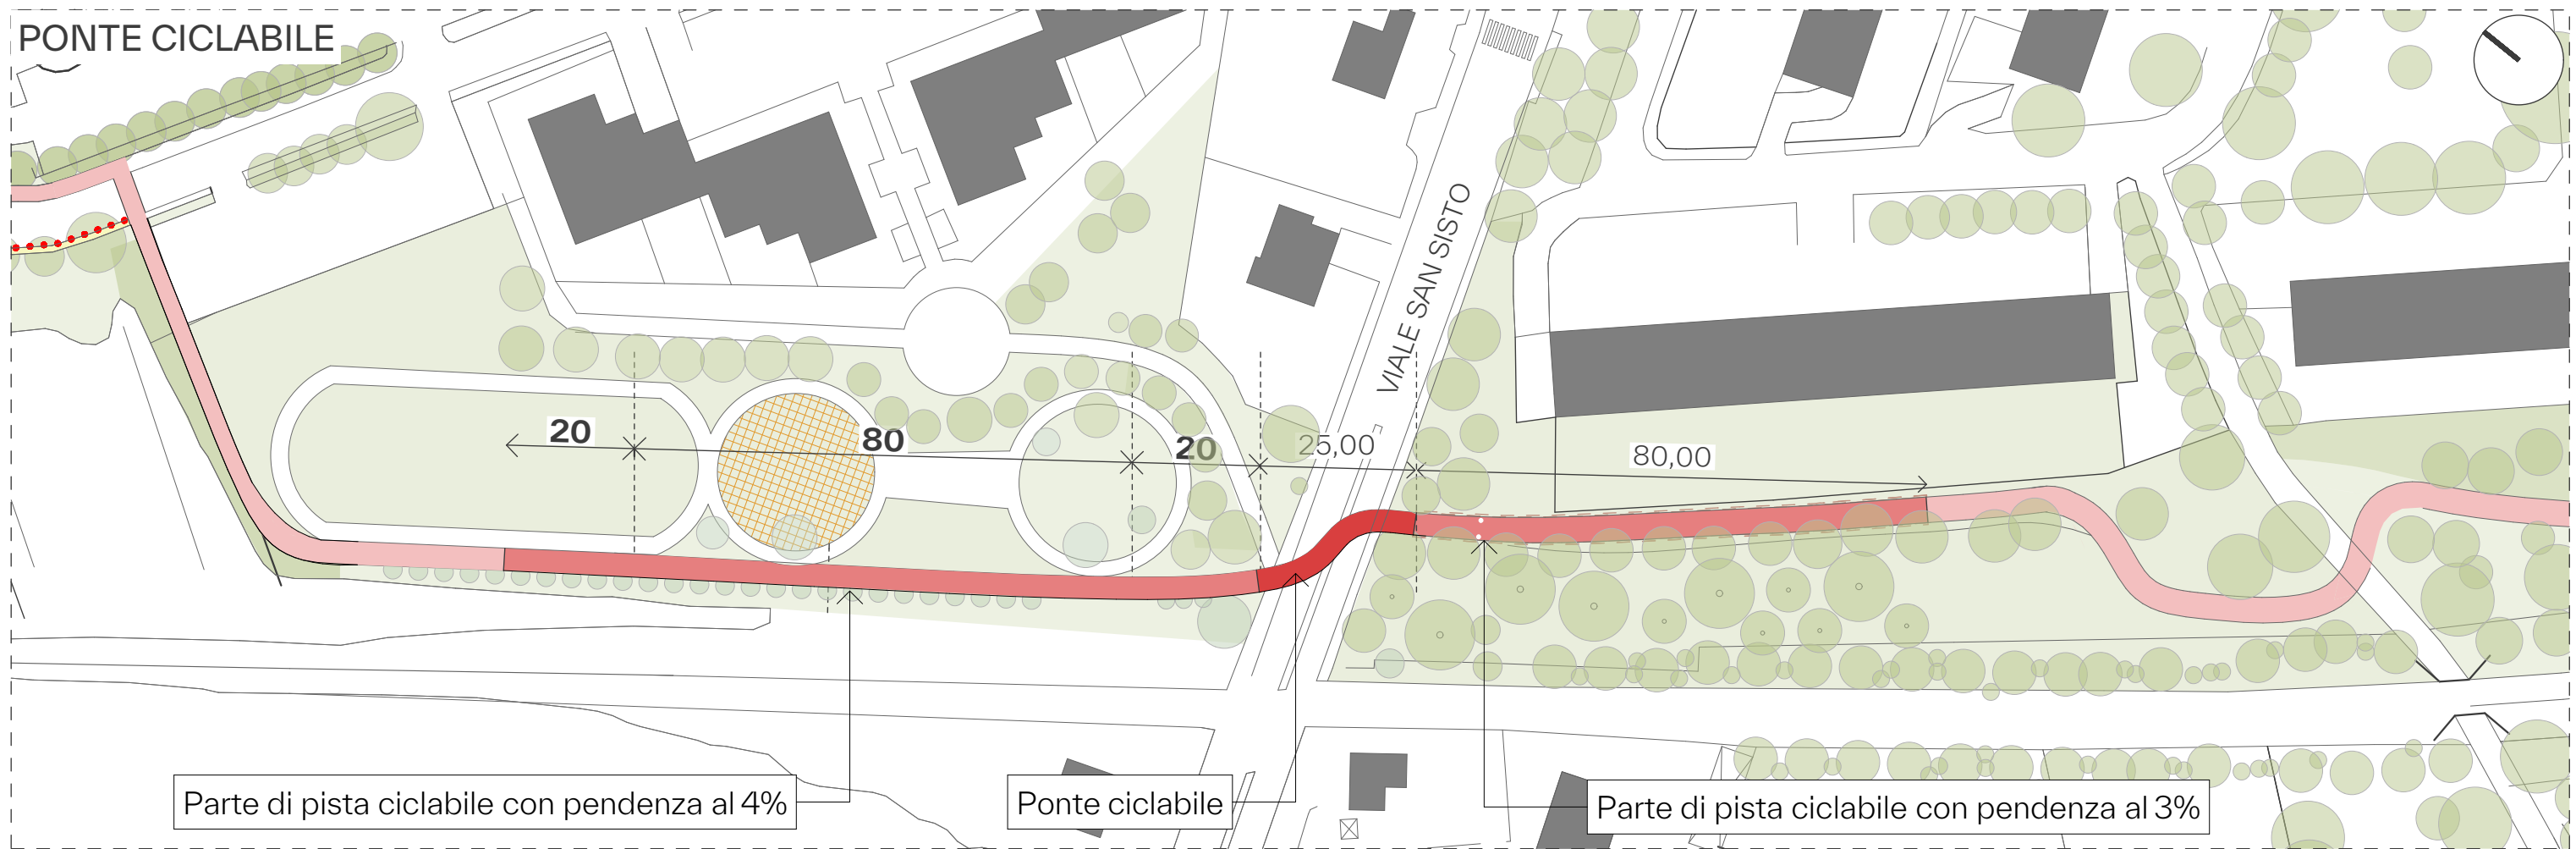 PONTE CICLABILE
VIALE SAN SISTO
20
80
20
25,00
80,00
Parte di pista ciclabile con pendenza al 4%
Ponte ciclabile
Parte di pista ciclabile con pendenza al 3%